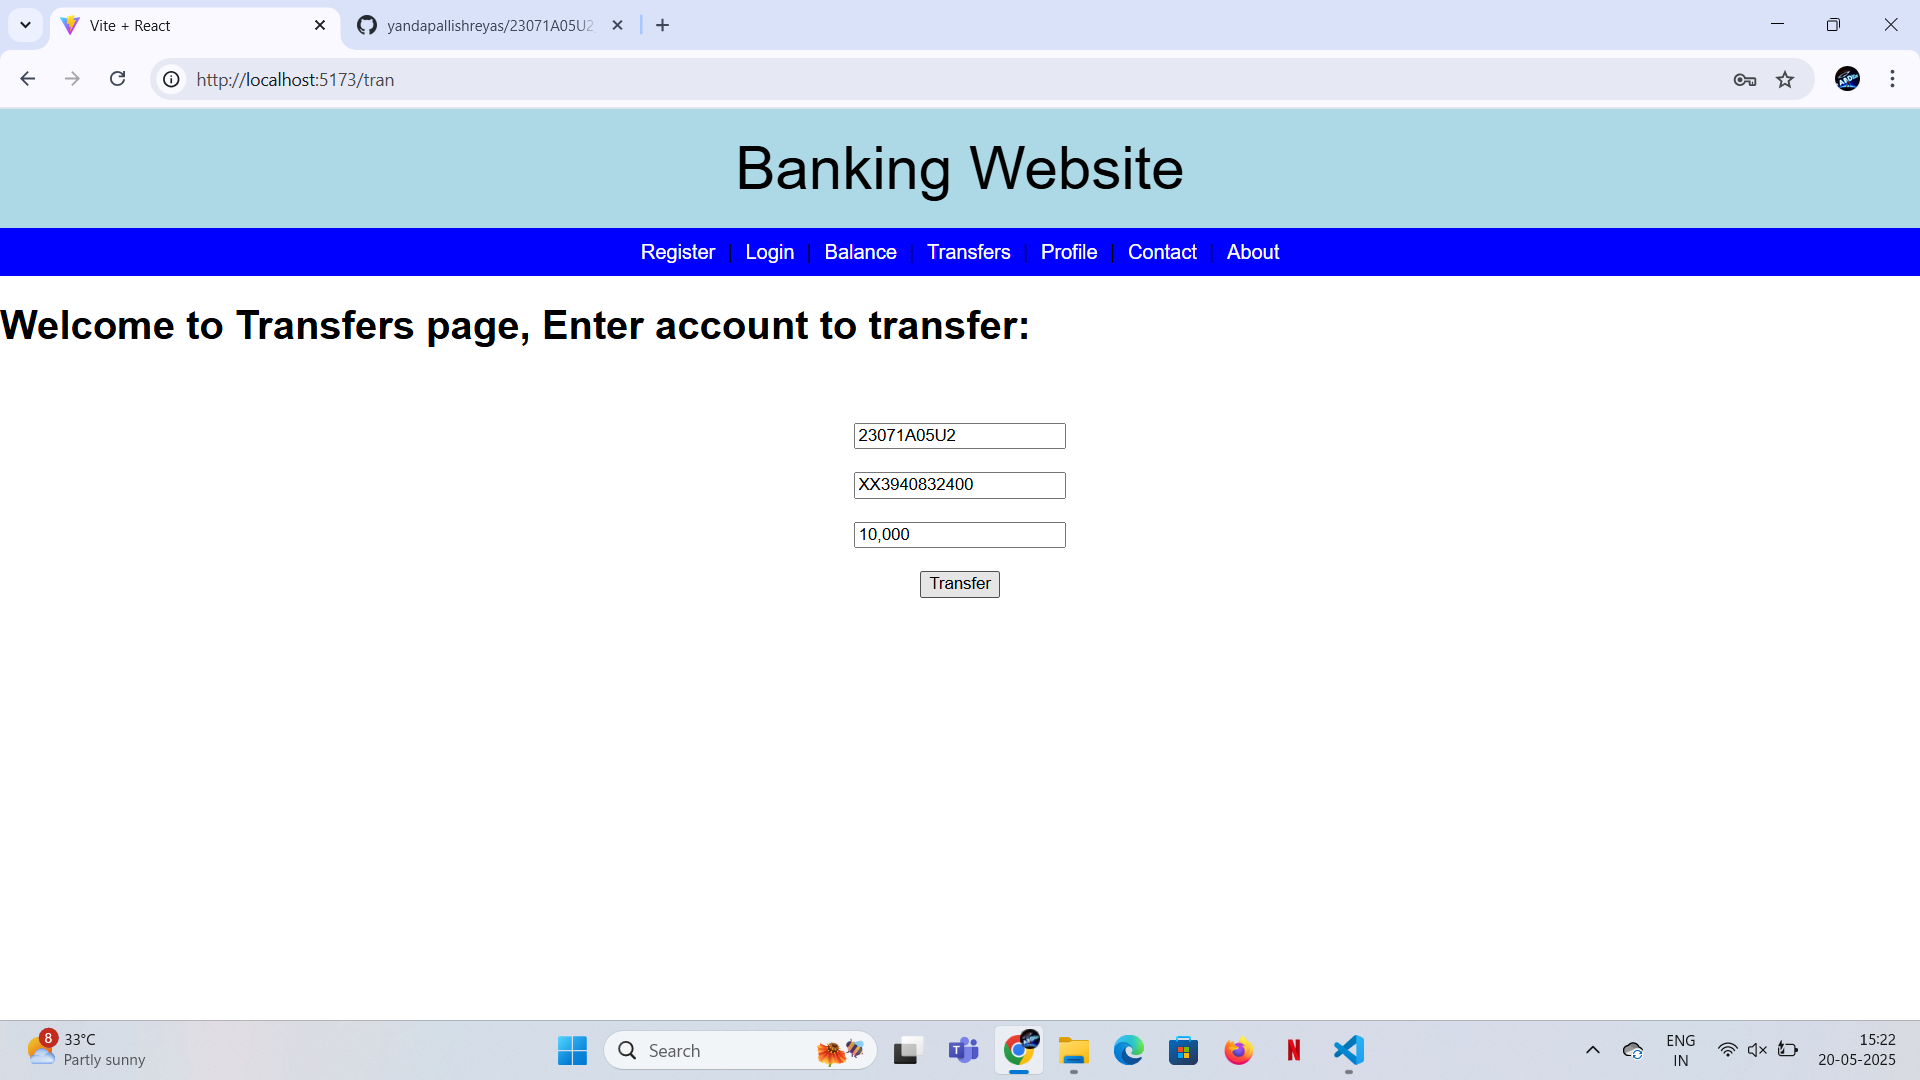 Vite + React
yandapallishreyas/23071A05U2
http://localhost:5173/tran
Banking Website
Register | Login | Balance | Transfers | Profile | Contact | About
Welcome to Transfers page, Enter account to transfer:
23071A05U2
XX3940832400
10,000
Transfer
8
33°C
Partly sunny
Search
ENG
IN
15:22
20-05-2025